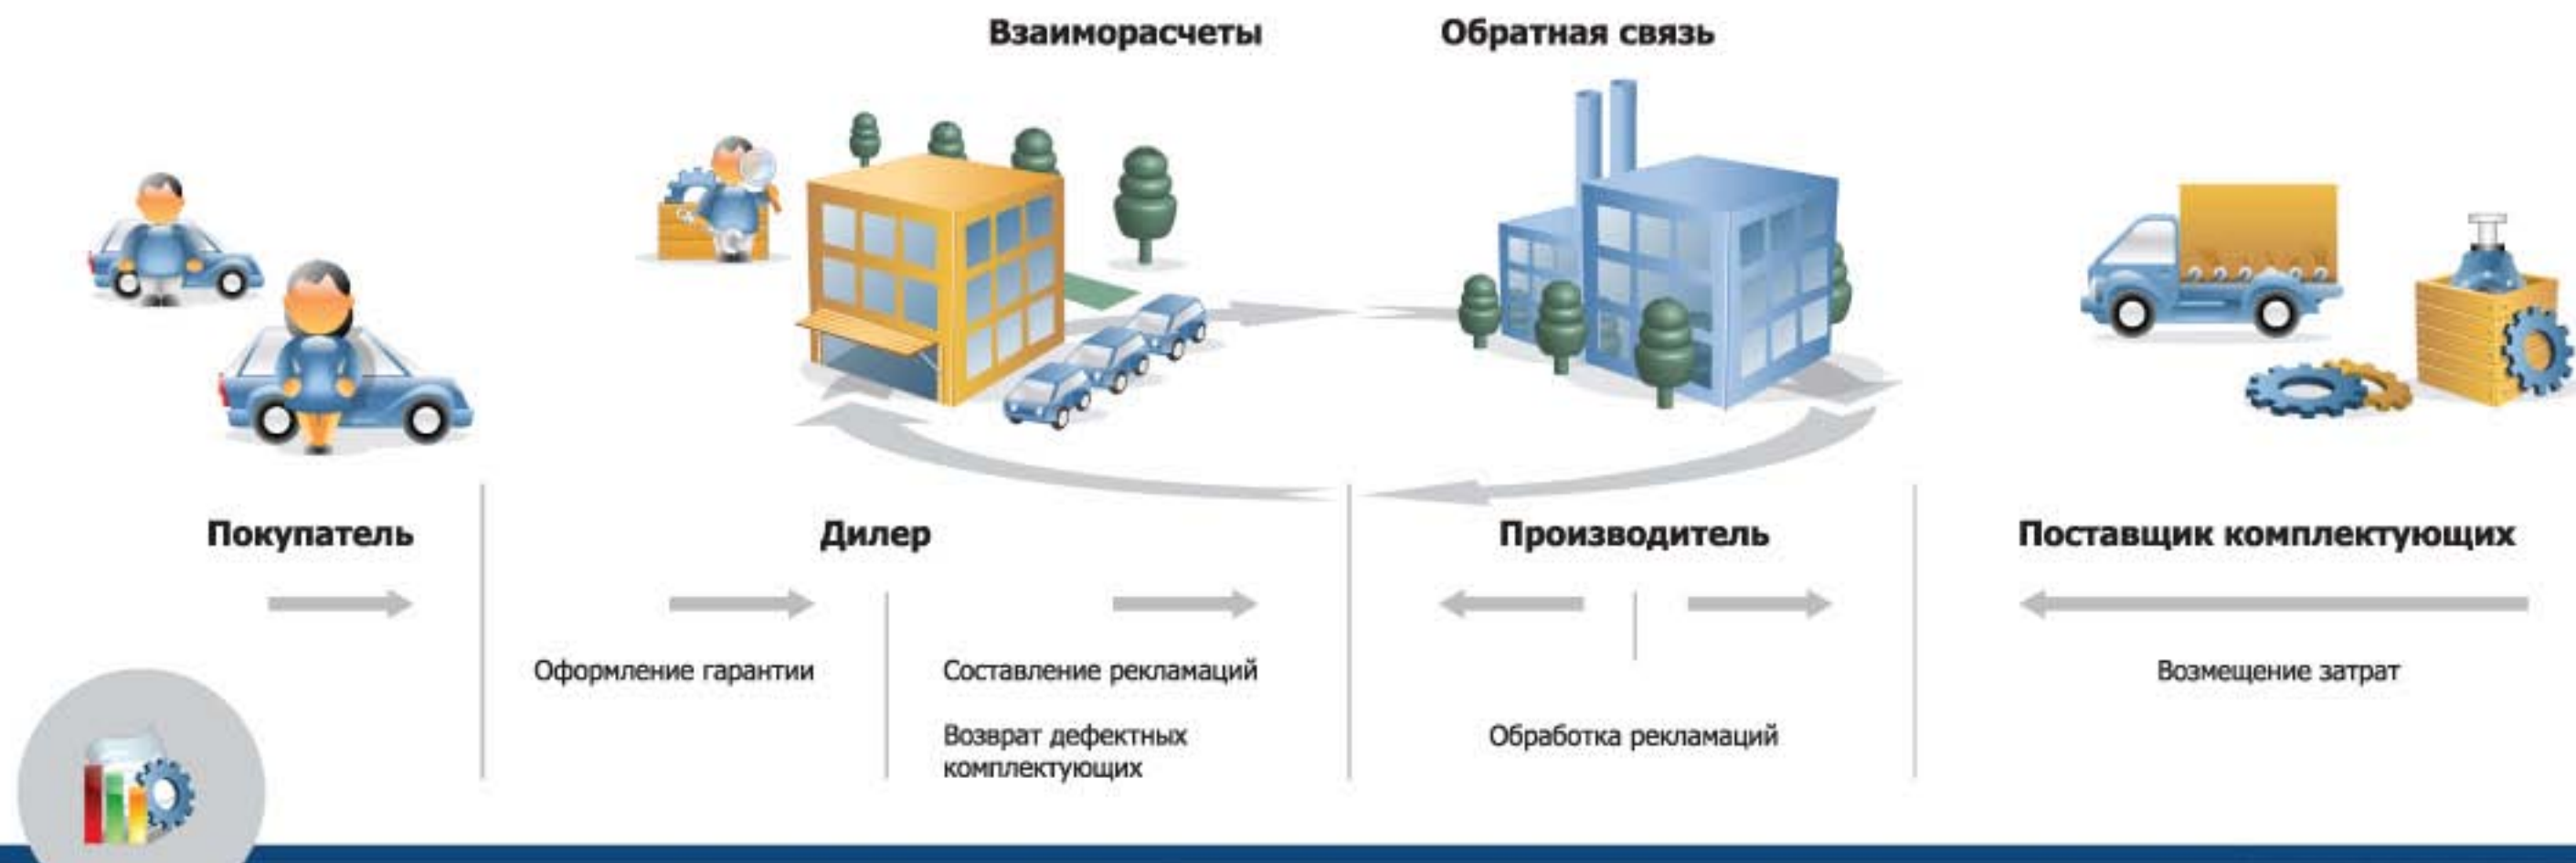 Взаиморасчеты
Обратная связь
Покупатель
Дилер
Производитель
Поставщик комплектующих
Оформление гарантии
Составление рекламаций
Возмещение затрат
Возврат дефектных
комплектующих
Обработка рекламаций